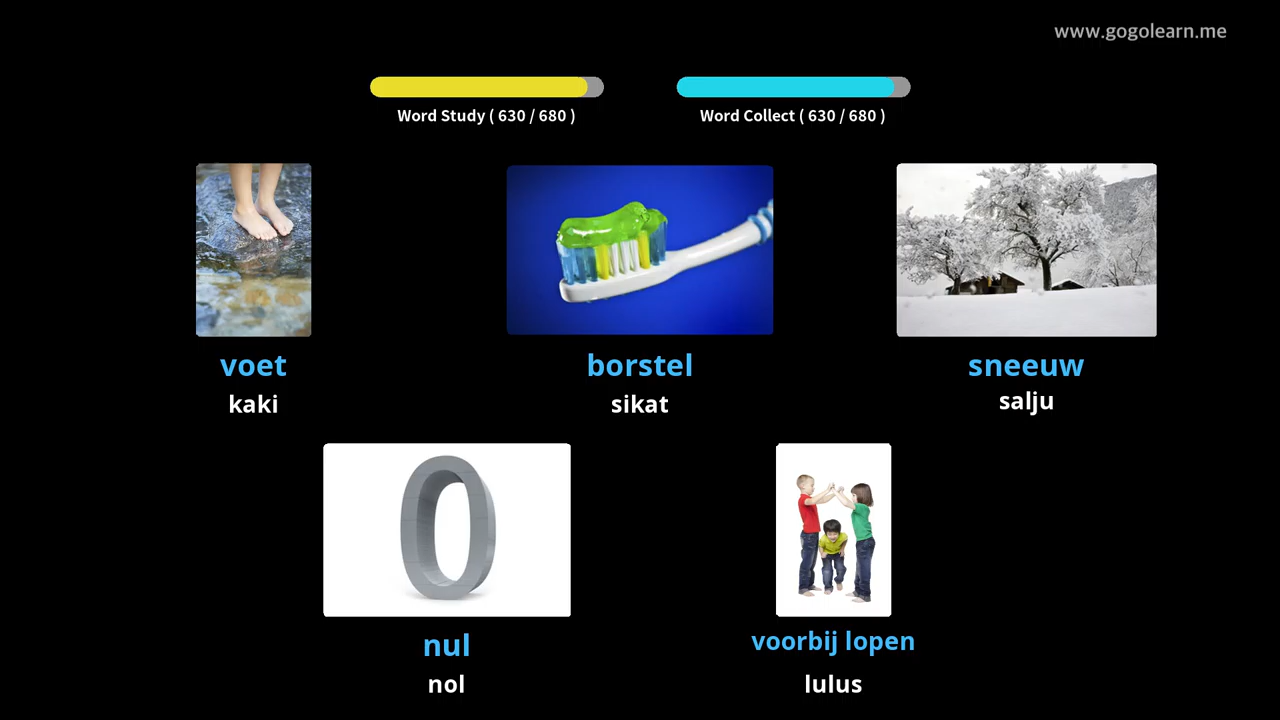 www.gogolearn.me
Word Study ( 630 / 680 )
Word Collect ( 630 / 680 )
voet
kaki
borstel
sikat
sneeuw
salju
0
nul
nol
voorbij lopen
lulus